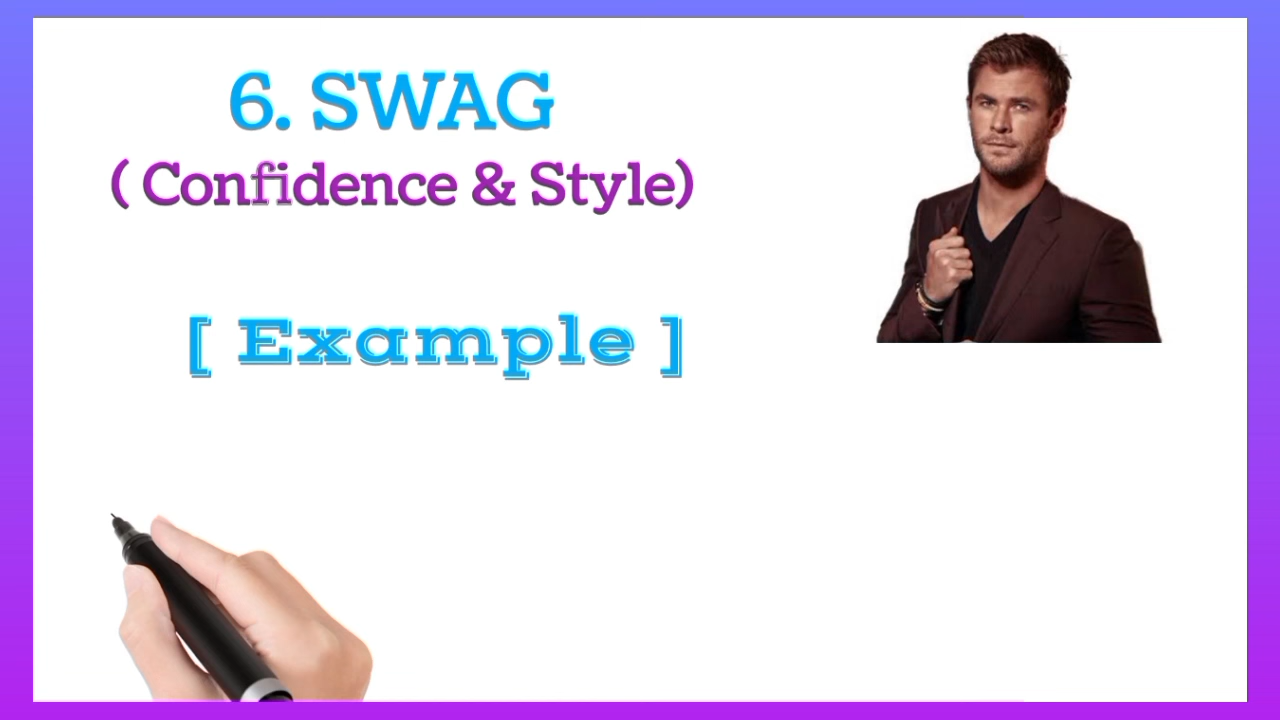 6. SWAG
( Confidence & Style)
[ Example ]